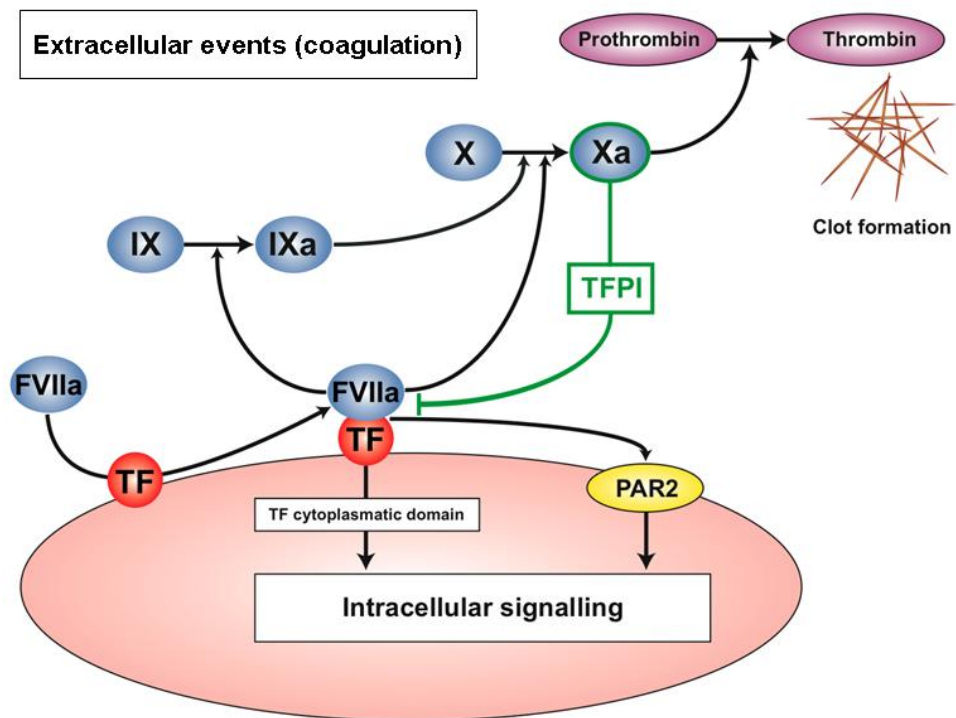 Extracellular events (coagulation)
Prothrombin
Thrombin
X
Xa
Clot formation
IX
IXa
TFPI
FVIIa
FVIIa
TF
TF
PAR2
TF cytoplasmatic domain
Intracellular signalling